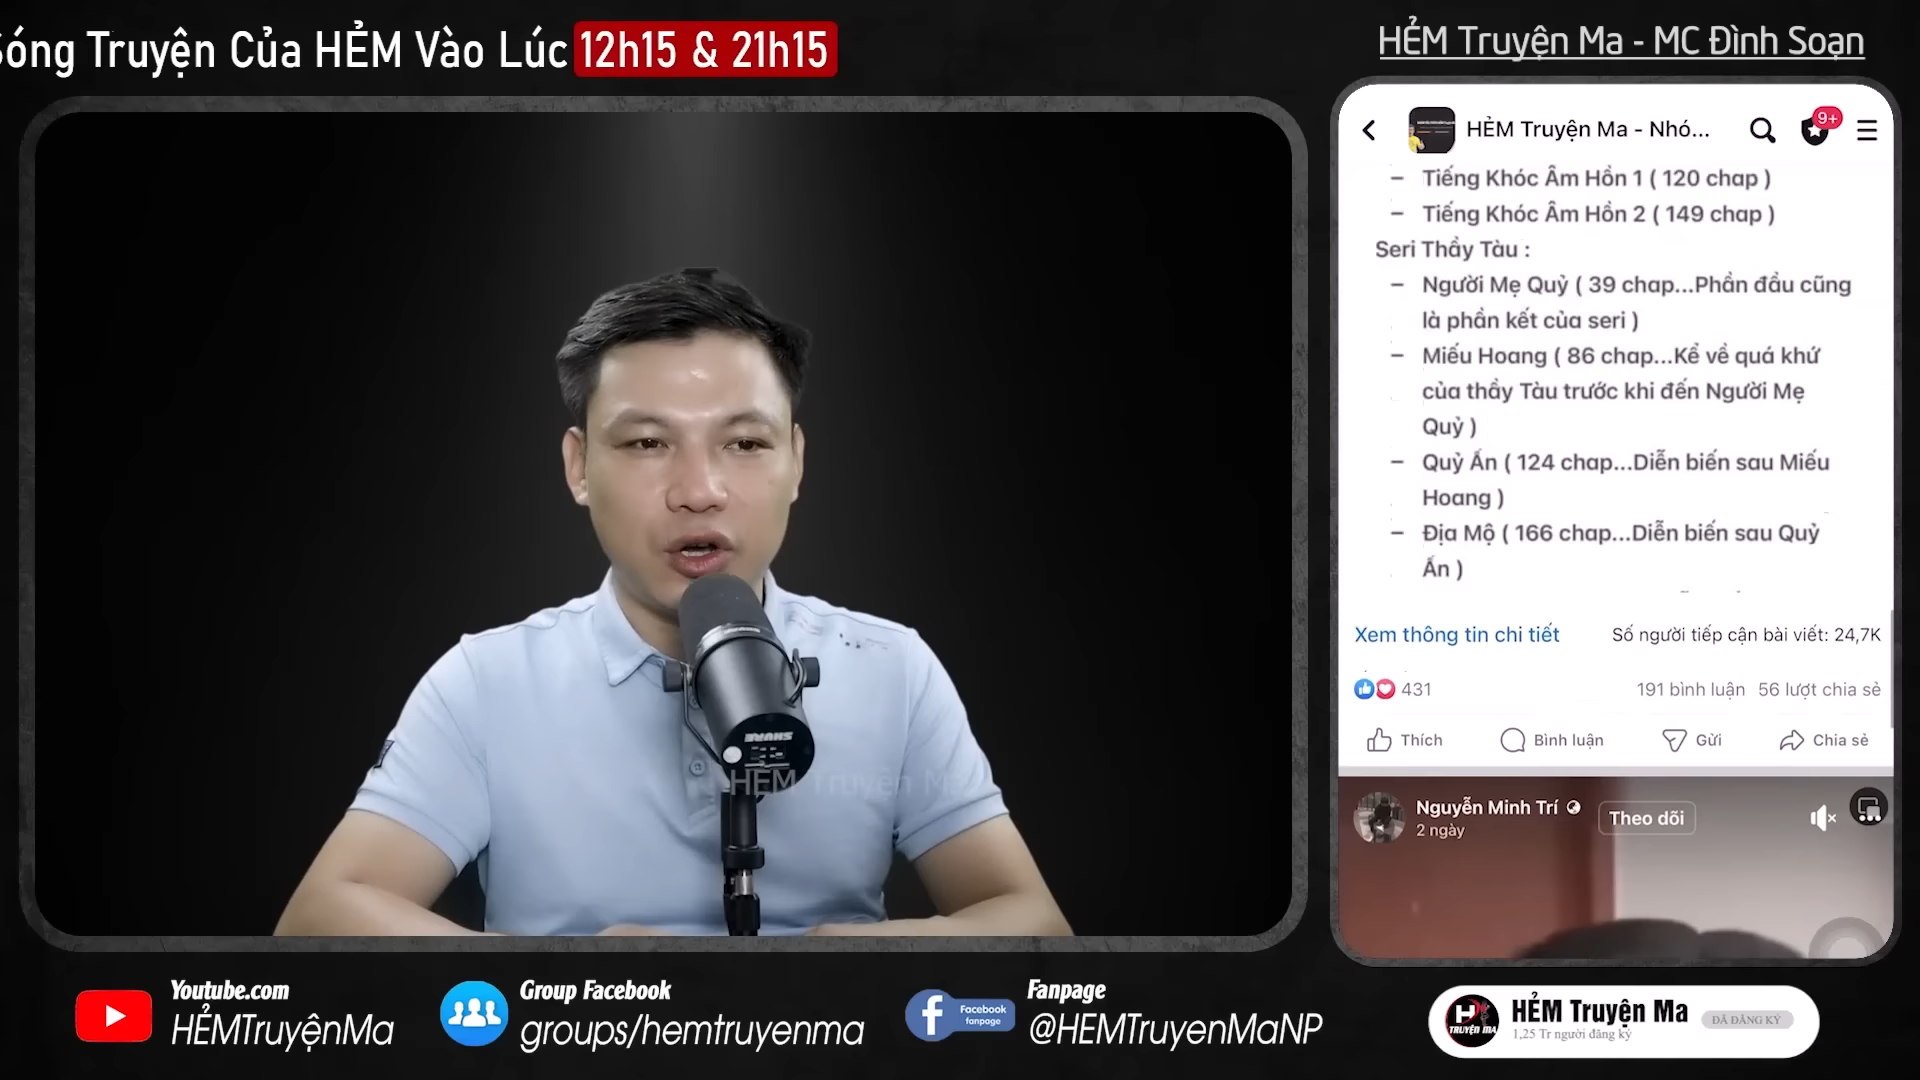 Sóng Truyện Của HẺM Vào Lúc 12h15 & 21h15
HẺM Truyện Ma - MC Đình Soạn
HẺM Truyện Ma - Nhó...
9+
– Tiếng Khóc Âm Hồn 1 ( 120 chap )
– Tiếng Khóc Âm Hồn 2 ( 149 chap )
Seri Thầy Tàu :
– Người Mẹ Quỷ ( 39 chap...Phần đầu cũng
là phần kết của seri )
– Miếu Hoang ( 86 chap...Kể về quá khứ
của thầy Tàu trước khi đến Người Mẹ
Quỷ )
– Quỷ Ấn ( 124 chap...Diễn biến sau Miếu
Hoang )
– Địa Mộ ( 166 chap...Diễn biến sau Quỷ
Ấn )
Xem thông tin chi tiết Số người tiếp cận bài viết: 24,7K
431 191 bình luận 56 lượt chia sẻ
Thích Bình luận Gửi Chia sẻ
Nguyễn Minh Trí Theo dõi
2 ngày
SHURE
HẺM Truyện Ma
Youtube.com
HẺMTruyệnMa
Group Facebook
groups/hemtruyenma
Facebook
fanpage
Fanpage
@HEMTruyenMaNP
H
TRUYỆN MA
HẺM Truyện Ma
1,25 Tr người đăng ký
ĐÃ ĐĂNG KÝ